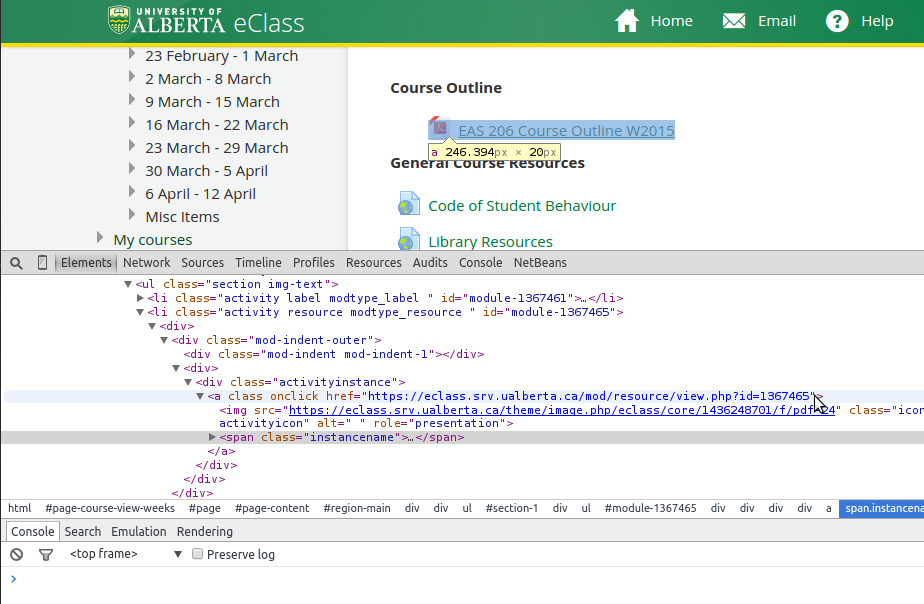 UNIVERSITY OF
ALBERTA eClass
Home Email ? Help
23 February - 1 March
2 March - 8 March
9 March - 15 March
16 March - 22 March
23 March - 29 March
30 March - 5 April
6 April - 12 April
Misc Items
My courses
Course Outline
EAS 206 Course Outline W2015
a 246.394px × 20px
General Course Resources
Code of Student Behaviour
Library Resources
Elements Network Sources Timeline Profiles Resources Audits Console NetBeans
<ul class="section img-text">
<li class="activity label modtype_label " id="module-1367461">…</li>
<li class="activity resource modtype_resource " id="module-1367465">
<div>
<div class="mod-indent-outer">
<div class="mod-indent mod-indent-1"></div>
<div>
<div class="activityinstance">
<a class onclick href="https://eclass.srv.ualberta.ca/mod/resource/view.php?id=1367465">
<img src="https://eclass.srv.ualberta.ca/theme/image.php/eclass/core/1436248701/f/pdf-24" class="icon
activityicon" alt=" " role="presentation">
<span class="instancename">…</span>
</a>
</div>
</div>
</div>
html #page-course-view-weeks #page #page-content #region-main div div ul #section-1 div ul #module-1367465 div div div div a span.instancena
Console Search Emulation Rendering
<top frame> Preserve log
>